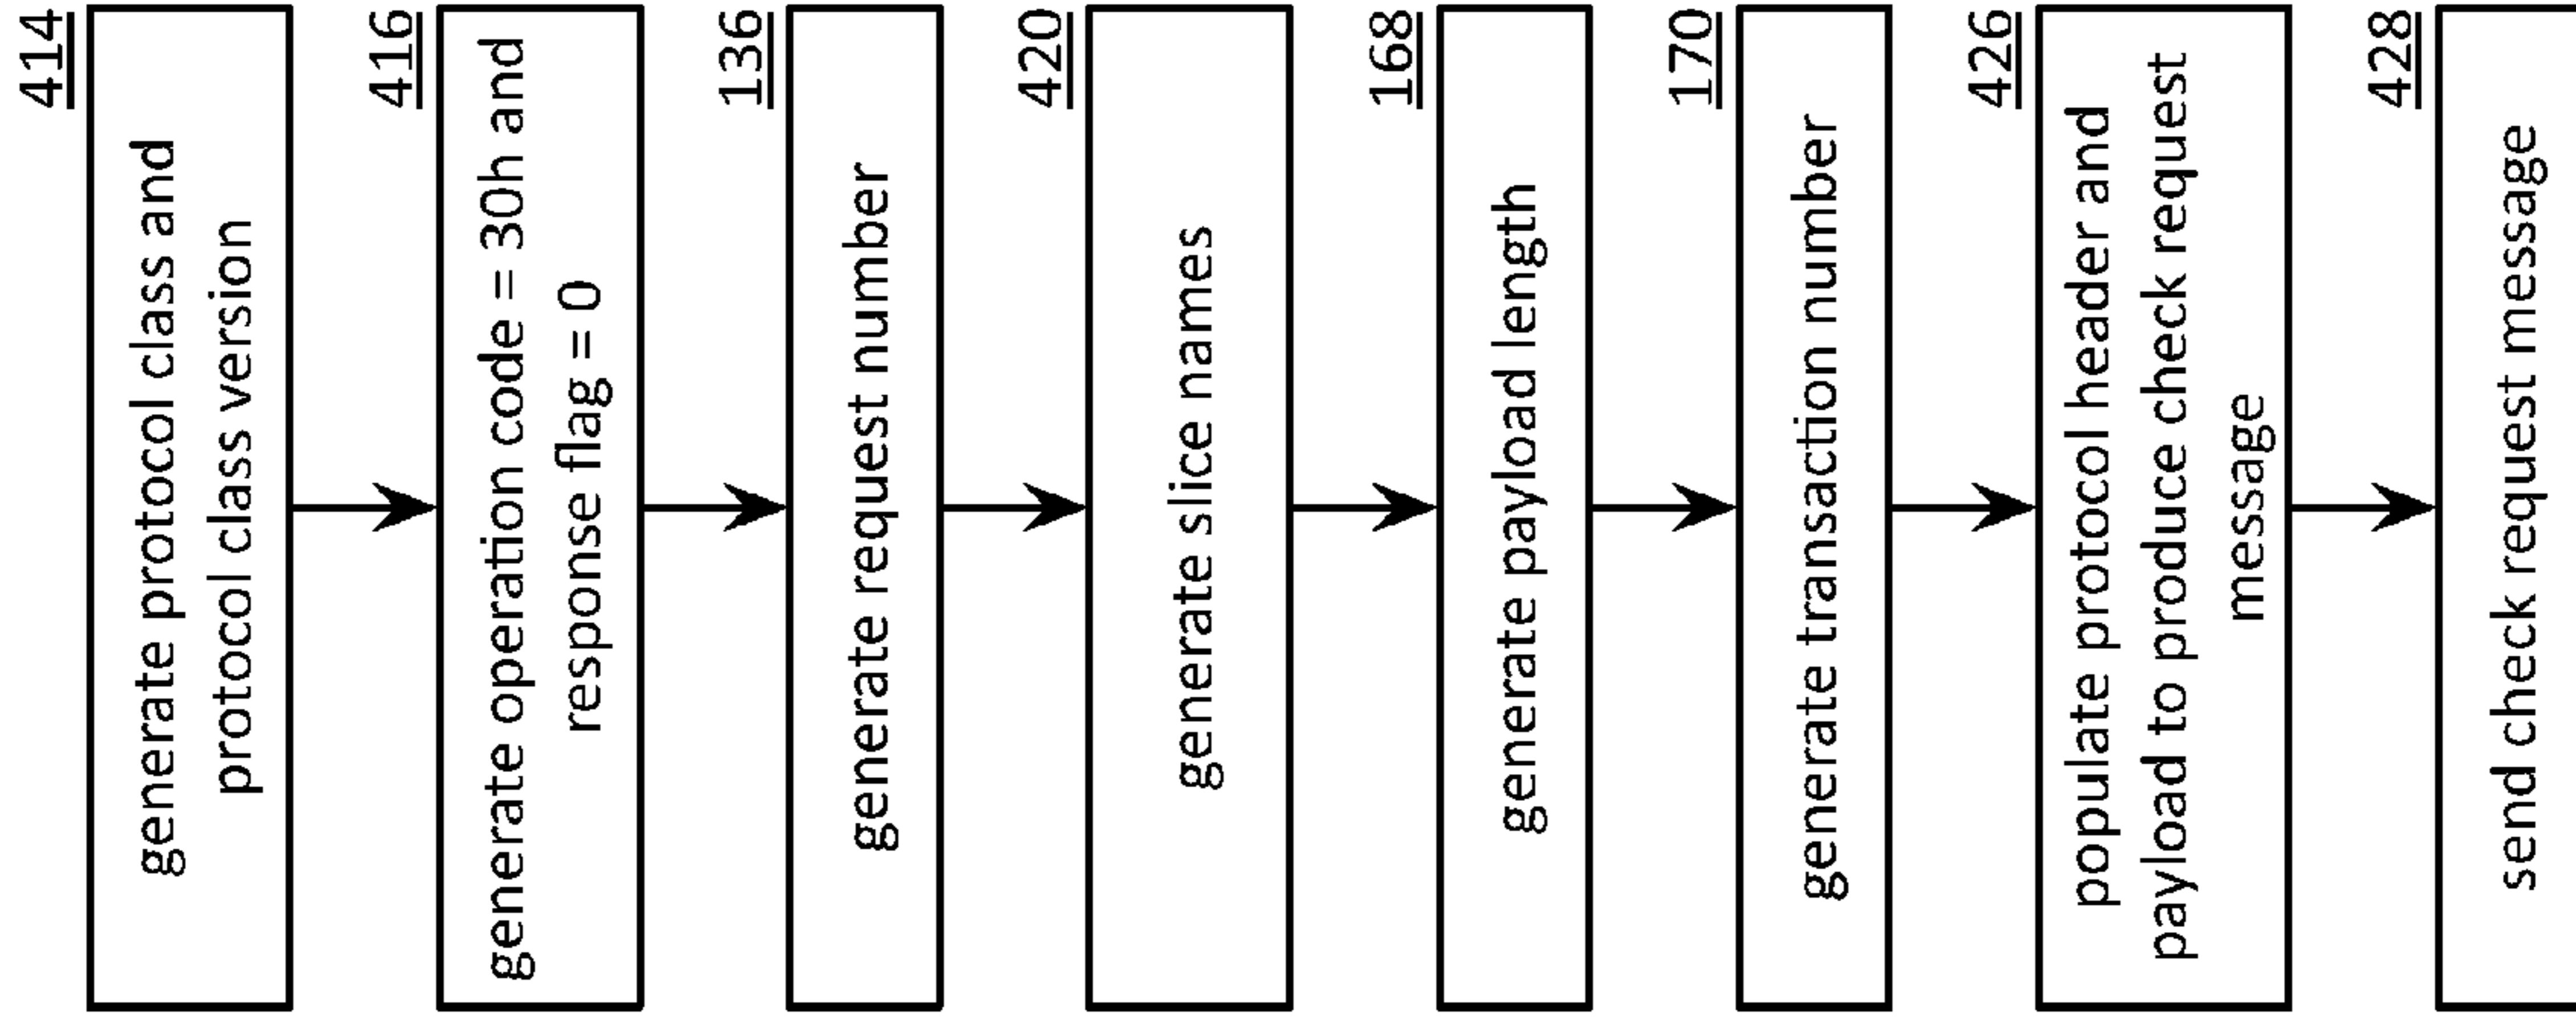 414
generate protocol class and
protocol class version
416
generate operation code = 30h and
response flag = 0
136
generate request number
420
generate slice names
168
generate payload length
170
generate transaction number
426
populate protocol header and
payload to produce check request
message
428
send check request message